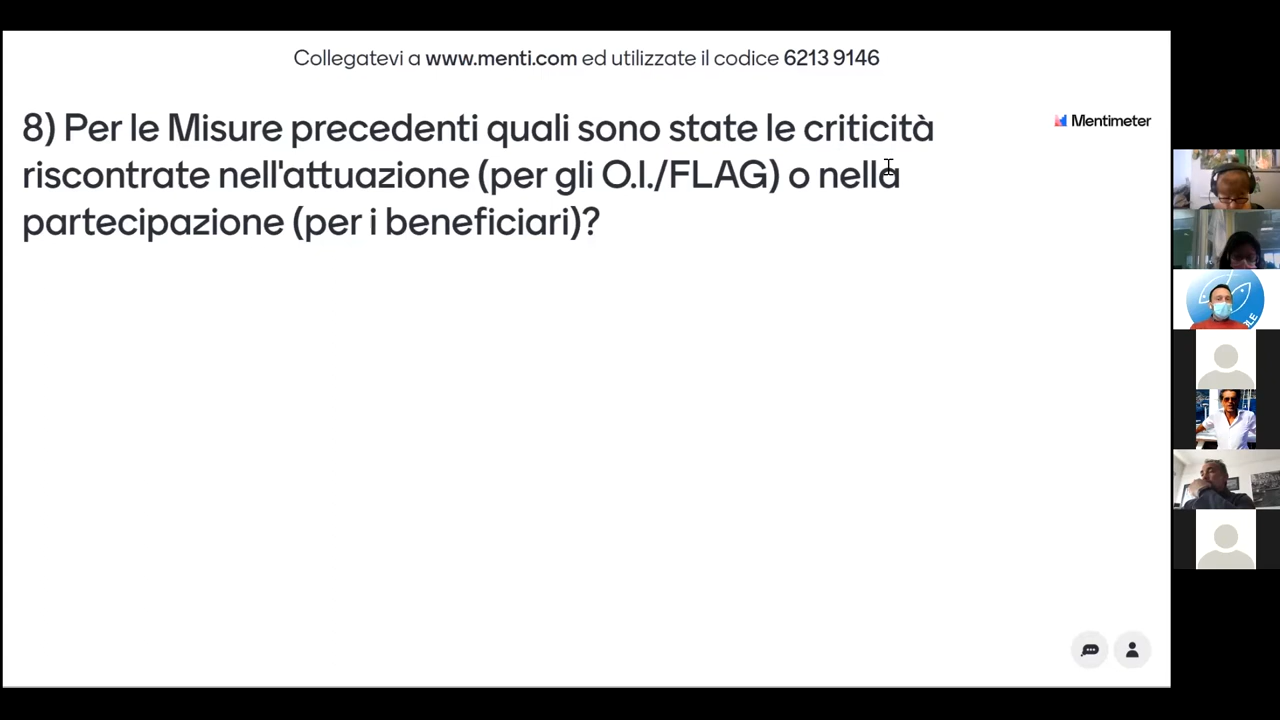 Collegatevi a www.menti.com ed utilizzate il codice 6213 9146
8) Per le Misure precedenti quali sono state le criticità
riscontrate nell'attuazione (per gli O.I./FLAG) o nella
partecipazione (per i beneficiari)?
Mentimeter